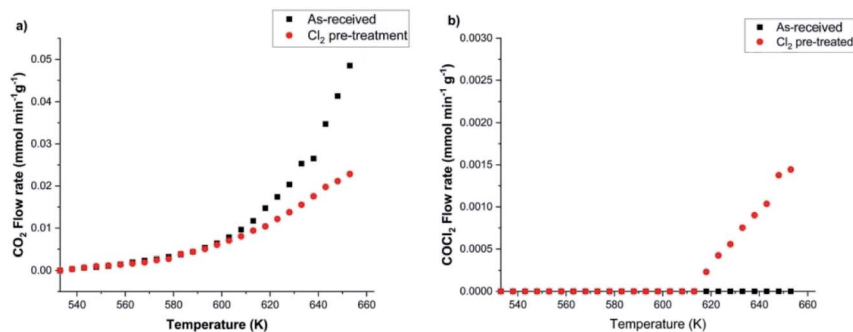 a)
As-received
Cl₂ pre-treatment
CO₂ Flow rate (mmol min⁻¹g⁻¹)
0.05
0.04
0.03
0.02
0.01
0.00
540 560 580 600 620 640 660
Temperature (K)
b)
As-received
Cl₂ pre-treated
COCl₂ Flow rate (mmol min⁻¹ g⁻¹)
0.0030
0.0025
0.0020
0.0015
0.0010
0.0005
0.0000
540 560 580 600 620 640 660
Temperature (K)